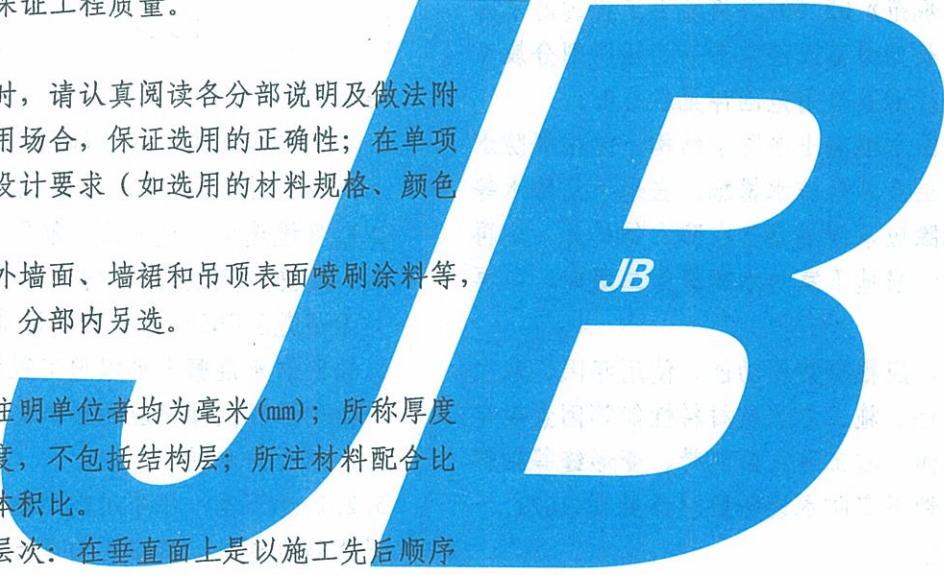 保证工程质量。
时，请认真阅读各分部说明及做法附
用场合，保证选用的正确性；在单项
设计要求（如选用的材料规格、颜色
外墙面、墙裙和吊顶表面喷刷涂料等，
分部内另选。
注明单位者均为毫米(mm)；所称厚度
度，不包括结构层；所注材料配合比
体积比。
层次：在垂直面上是以施工先后顺序
JB
JB